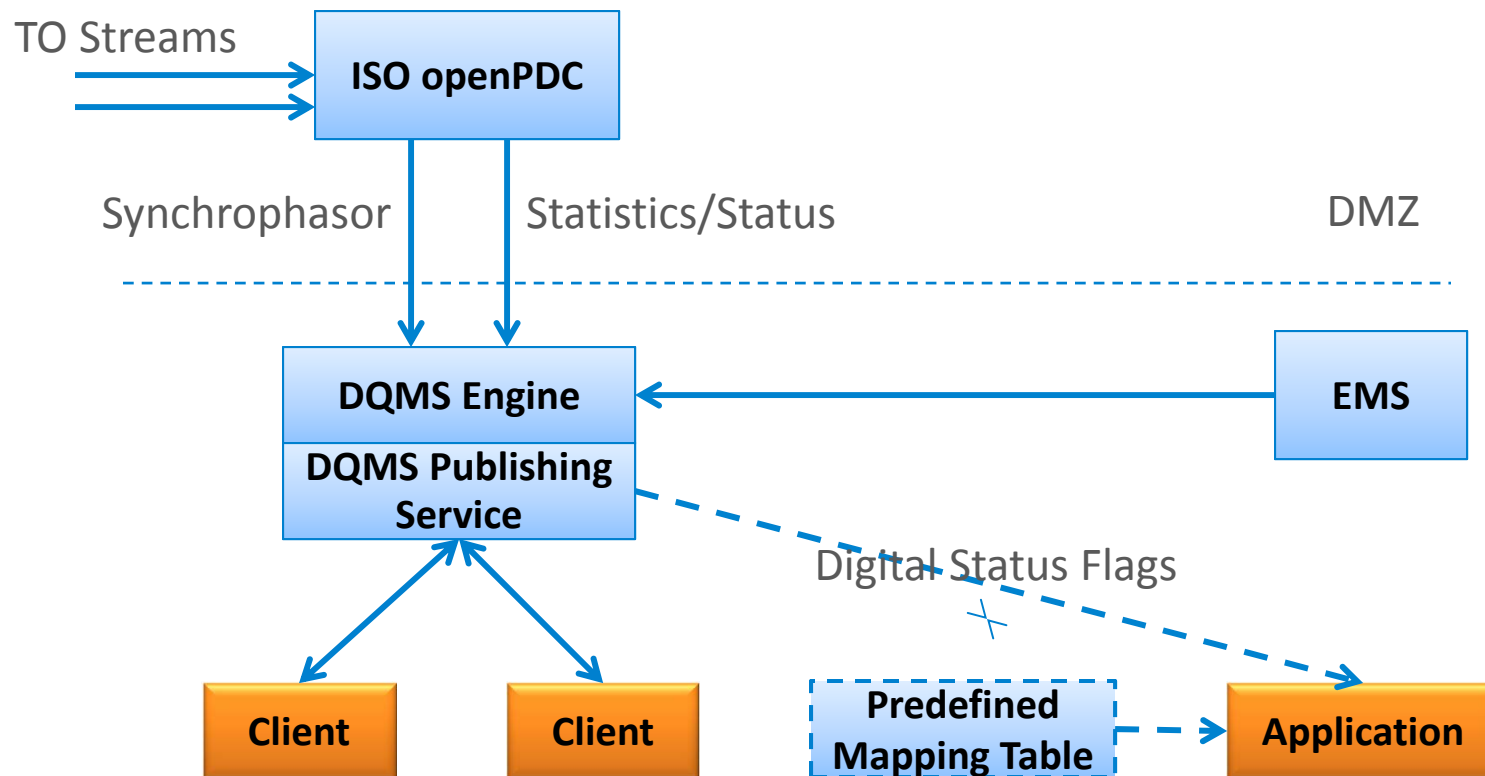 TO Streams
ISO openPDC
Synchrophasor
Statistics/Status
DMZ
DQMS Engine
EMS
DQMS Publishing
Service
Digital Status Flags
Client
Client
Predefined
Mapping Table
Application